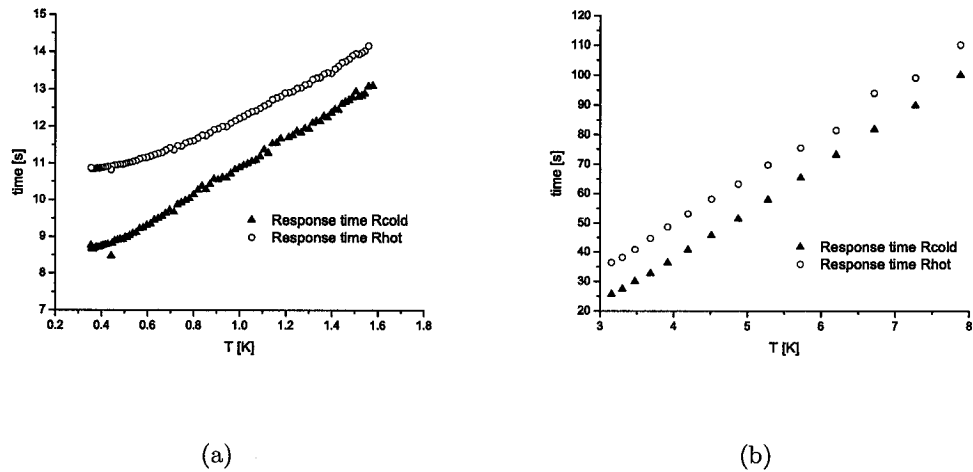 15
14
13
12
11
10
9
8
7
time [s]
Response time Rcold
Response time Rhot
0.2 0.4 0.6 0.8 1.0 1.2 1.4 1.6 1.8
T [K]
(a)
120
110
100
90
80
70
60
50
40
30
20
time [s]
Response time Rcold
Response time Rhot
3 4 5 6 7 8
T [K]
(b)